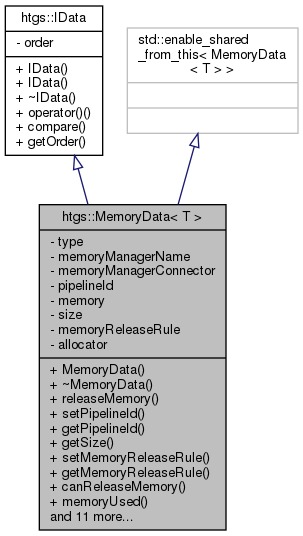 htgs::IData
- order
+ IData()
+ IData()
+ ~IData()
+ operator()()
+ compare()
+ getOrder()
std::enable_shared
_from_this< MemoryData
< T > >
htgs::MemoryData< T >
- type
- memoryManagerName
- memoryManagerConnector
- pipelineId
- memory
- size
- memoryReleaseRule
- allocator
+ MemoryData()
+ ~MemoryData()
+ releaseMemory()
+ setPipelineId()
+ getPipelineId()
+ getSize()
+ setMemoryReleaseRule()
+ getMemoryReleaseRule()
+ canReleaseMemory()
+ memoryUsed()
and 11 more...